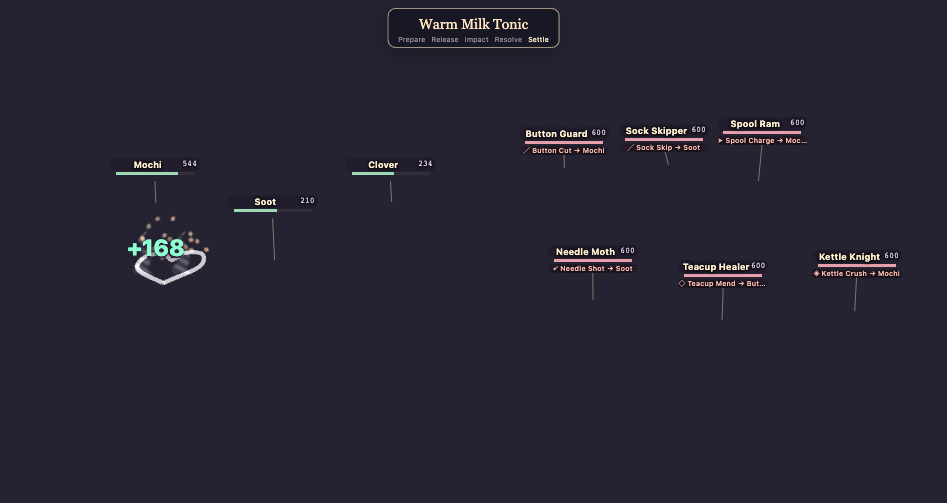 Warm Milk Tonic
Prepare Release Impact Resolve Settle
Button Guard 600
Button Cut → Mochi
Sock Skipper 600
Sock Skip → Soot
Spool Ram 600
Spool Charge → Moc...
Mochi 544
Clover 234
Soot 210
+168
Needle Moth 600
Needle Shot → Soot
Teacup Healer 600
Teacup Mend → But...
Kettle Knight 600
Kettle Crush → Mochi